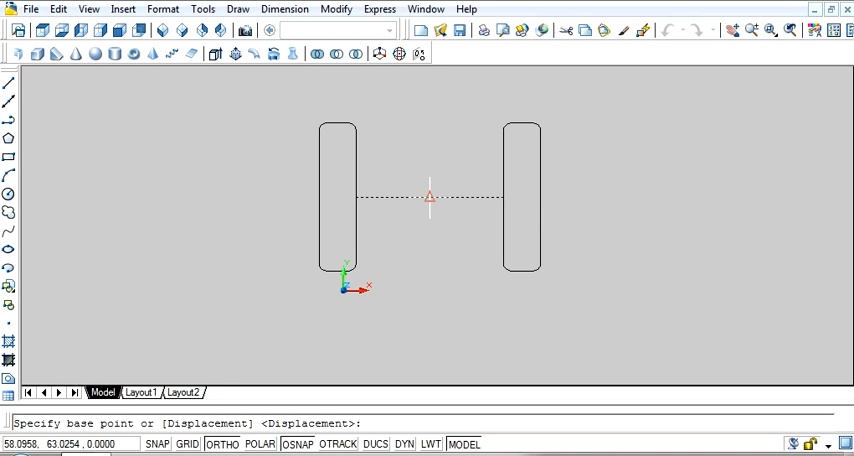 File Edit View Insert Format Tools Draw Dimension Modify Express Window Help
Y
Z
X
Model Layout1 Layout2
Specify base point or [Displacement] <Displacement>:
58.0958, 63.0254 , 0.0000 SNAP GRID ORTHO POLAR OSNAP OTRACK DUCS DYN LWT MODEL